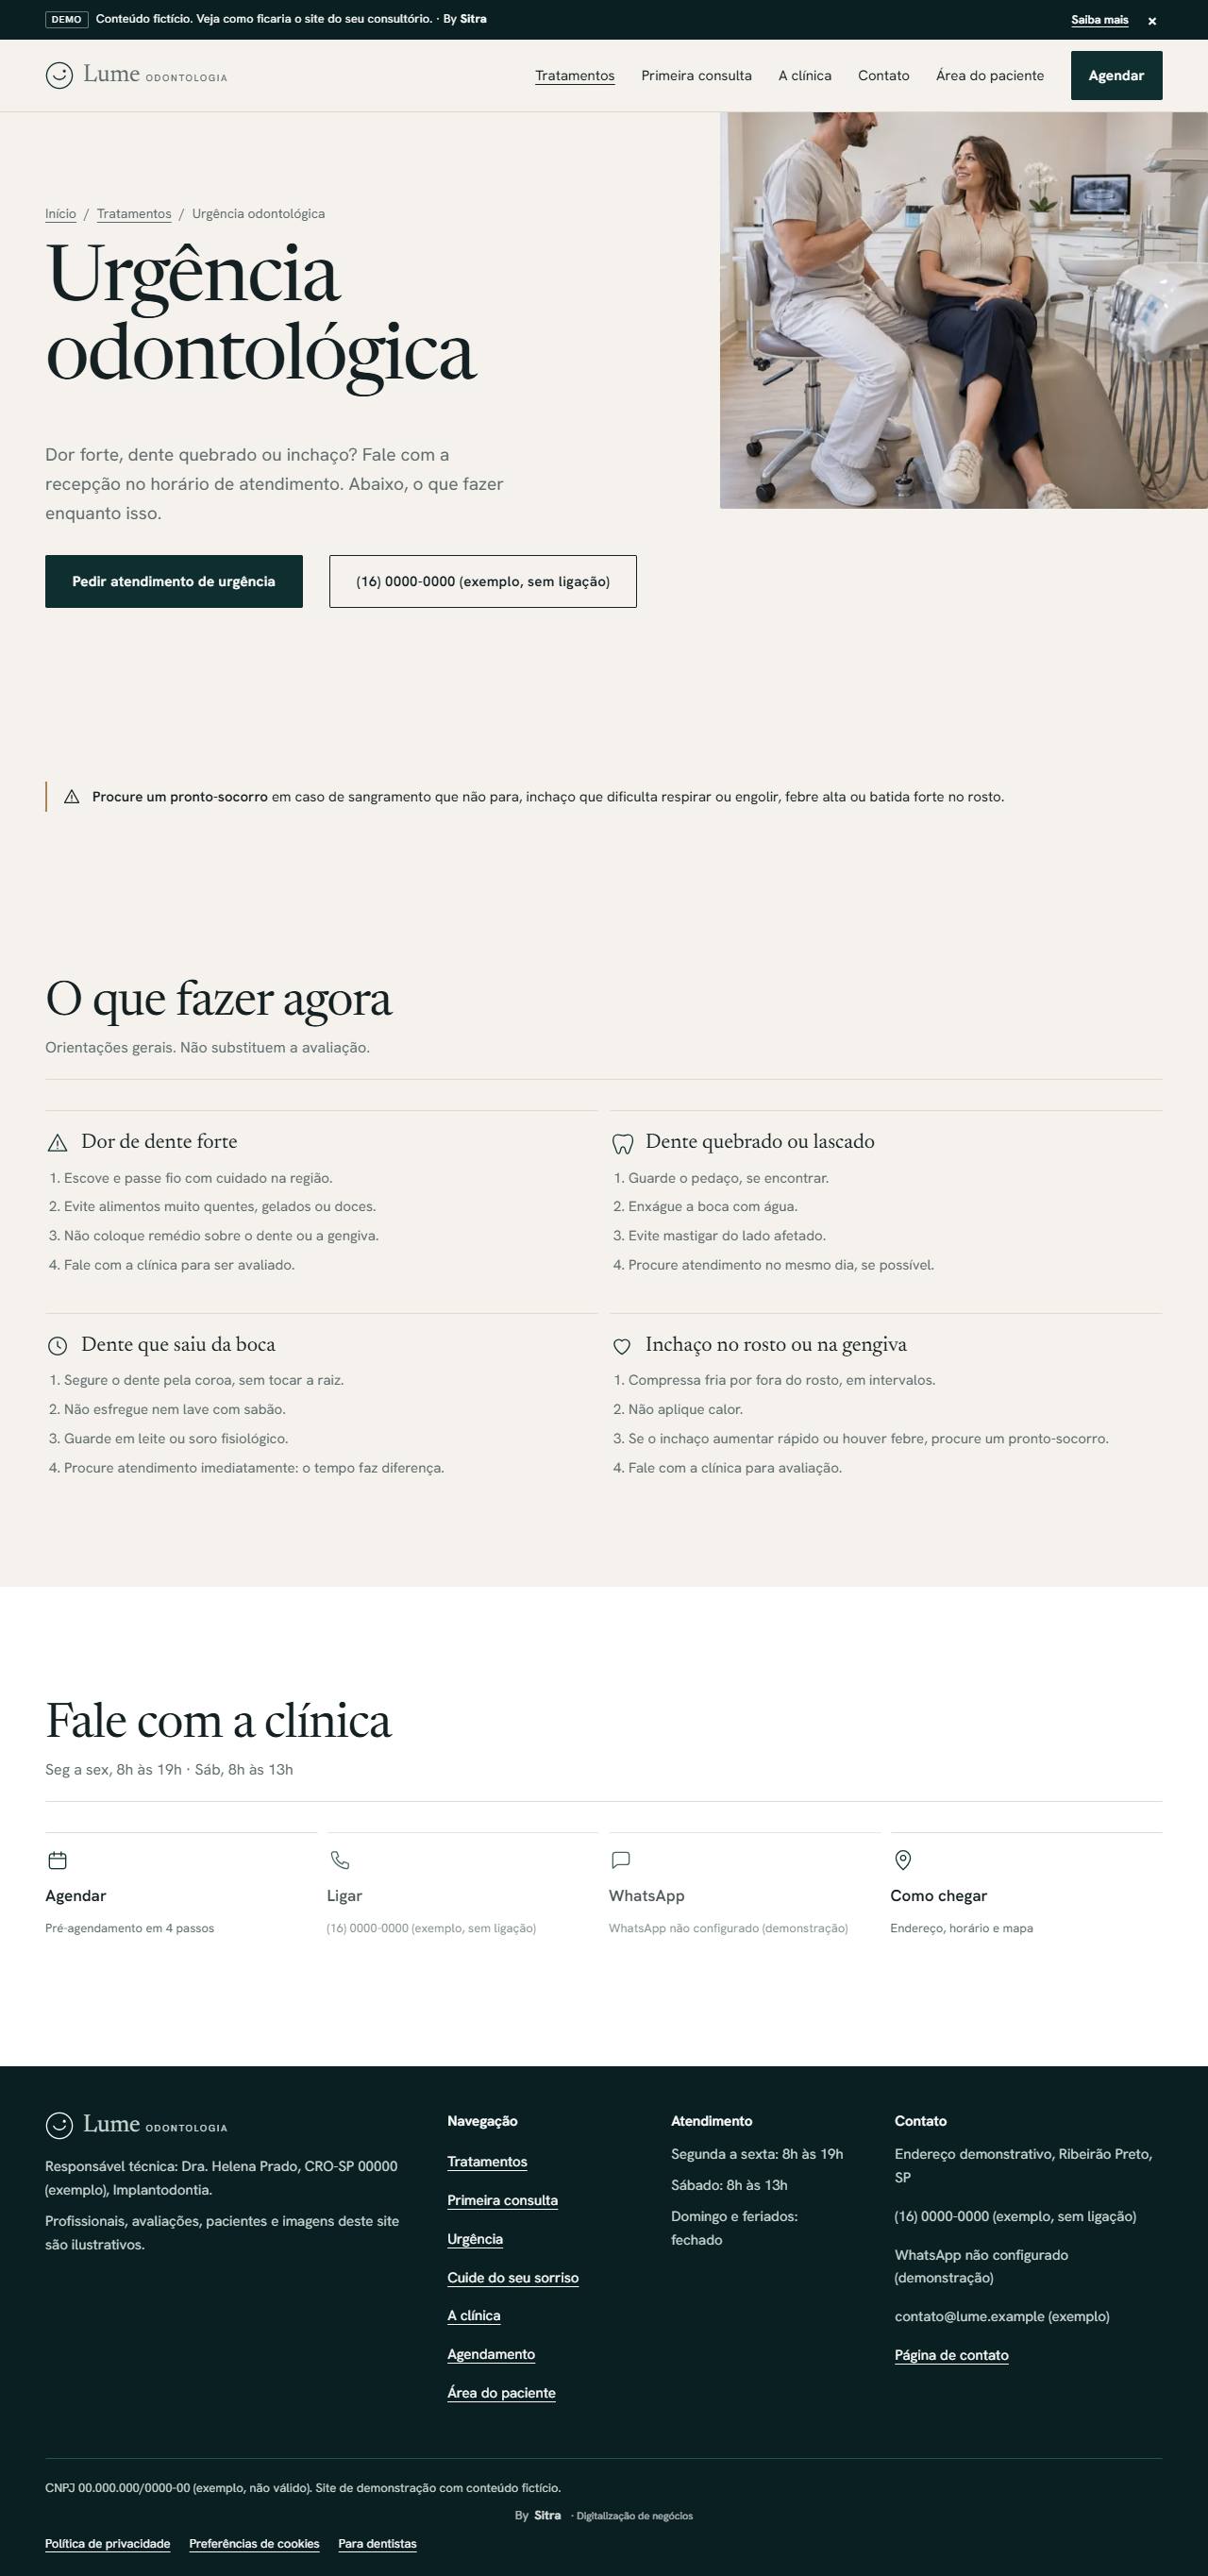 DEMO Conteúdo fictício. Veja como ficaria o site do seu consultório. · By Sitra
Saiba mais ×
Lume ODONTOLOGIA
Tratamentos Primeira consulta A clínica Contato Área do paciente Agendar
Início / Tratamentos / Urgência odontológica
Urgência
odontológica
Dor forte, dente quebrado ou inchaço? Fale com a
recepção no horário de atendimento. Abaixo, o que fazer
enquanto isso.
Pedir atendimento de urgência
(16) 0000-0000 (exemplo, sem ligação)
Procure um pronto-socorro em caso de sangramento que não para, inchaço que dificulta respirar ou engolir, febre alta ou batida forte no rosto.
O que fazer agora
Orientações gerais. Não substituem a avaliação.
Dor de dente forte
1. Escove e passe fio com cuidado na região.
2. Evite alimentos muito quentes, gelados ou doces.
3. Não coloque remédio sobre o dente ou a gengiva.
4. Fale com a clínica para ser avaliado.
Dente quebrado ou lascado
1. Guarde o pedaço, se encontrar.
2. Enxágue a boca com água.
3. Evite mastigar do lado afetado.
4. Procure atendimento no mesmo dia, se possível.
Dente que saiu da boca
1. Segure o dente pela coroa, sem tocar a raiz.
2. Não esfregue nem lave com sabão.
3. Guarde em leite ou soro fisiológico.
4. Procure atendimento imediatamente: o tempo faz diferença.
Inchaço no rosto ou na gengiva
1. Compressa fria por fora do rosto, em intervalos.
2. Não aplique calor.
3. Se o inchaço aumentar rápido ou houver febre, procure um pronto-socorro.
4. Fale com a clínica para avaliação.
Fale com a clínica
Seg a sex, 8h às 19h · Sáb, 8h às 13h
Agendar
Pré-agendamento em 4 passos
Ligar
(16) 0000-0000 (exemplo, sem ligação)
WhatsApp
WhatsApp não configurado (demonstração)
Como chegar
Endereço, horário e mapa
Lume ODONTOLOGIA
Responsável técnica: Dra. Helena Prado, CRO-SP 00000
(exemplo), Implantodontia.
Profissionais, avaliações, pacientes e imagens deste site
são ilustrativos.
Navegação
Tratamentos
Primeira consulta
Urgência
Cuide do seu sorriso
A clínica
Agendamento
Área do paciente
Atendimento
Segunda a sexta: 8h às 19h
Sábado: 8h às 13h
Domingo e feriados:
fechado
Contato
Endereço demonstrativo, Ribeirão Preto,
SP
(16) 0000-0000 (exemplo, sem ligação)
WhatsApp não configurado
(demonstração)
contato@lume.example (exemplo)
Página de contato
CNPJ 00.000.000/0000-00 (exemplo, não válido). Site de demonstração com conteúdo fictício.
By Sitra · Digitalização de negócios
Política de privacidade Preferências de cookies Para dentistas